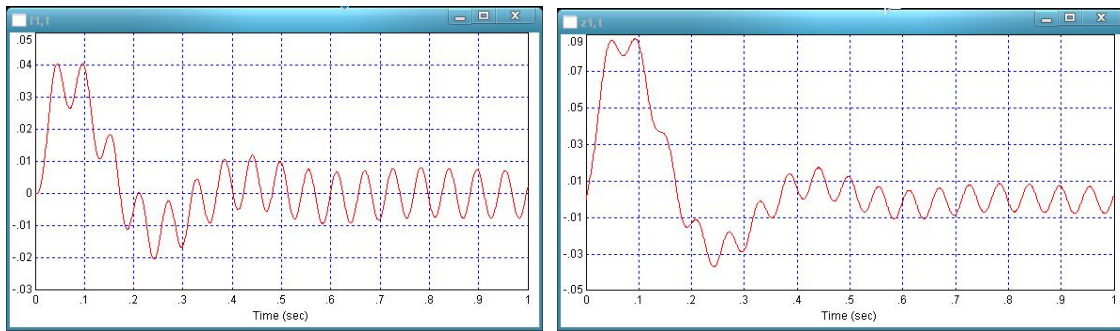 f1, t
.05
.04
.03
.02
.01
0
-.01
-.02
-.03
0 .1 .2 .3 .4 .5 .6 .7 .8 .9 1
Time (sec)
z1, t
.09
.07
.05
.03
.01
-.01
-.03
-.05
0 .1 .2 .3 .4 .5 .6 .7 .8 .9 1
Time (sec)